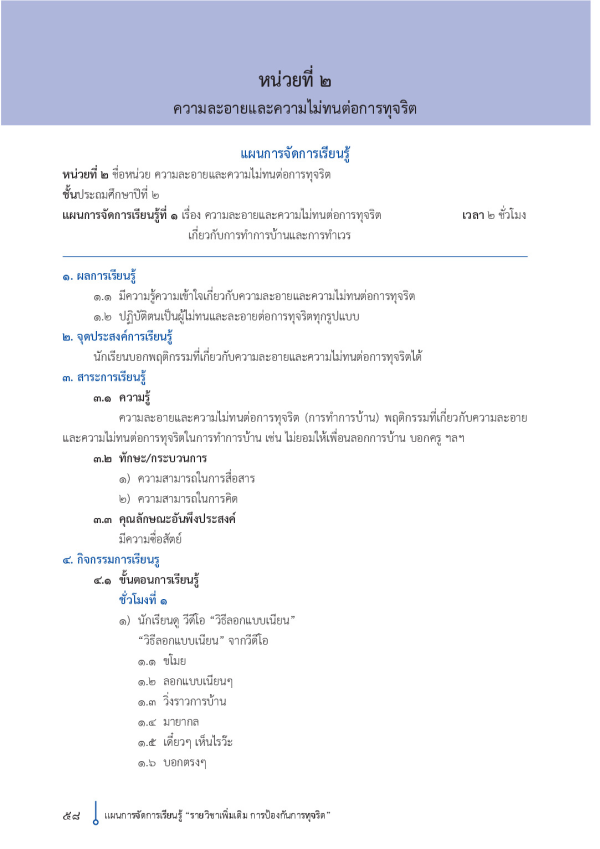 หน่วยที่ ๒
ความละอายและความไม่ทนต่อการทุจริต
แผนการจัดการเรียนรู้
หน่วยที่ ๒ ชื่อหน่วย ความละอายและความไม่ทนต่อการทุจริต
ชั้นประถมศึกษาปีที่ ๒
แผนการจัดการเรียนรู้ที่ ๑ เรื่อง ความละอายและความไม่ทนต่อการทุจริต เวลา ๒ ชั่วโมง
เกี่ยวกับการทำการบ้านและการทำเวร
๑. ผลการเรียนรู้
๑.๑ มีความรู้ความเข้าใจเกี่ยวกับความละอายและความไม่ทนต่อการทุจริต
๑.๒ ปฏิบัติตนเป็นผู้ไม่ทนและละอายต่อการทุจริตทุกรูปแบบ
๒. จุดประสงค์การเรียนรู้
นักเรียนบอกพฤติกรรมที่เกี่ยวกับความละอายและความไม่ทนต่อการทุจริตได้
๓. สาระการเรียนรู้
๓.๑ ความรู้
ความละอายและความไม่ทนต่อการทุจริต (การทำการบ้าน) พฤติกรรมที่เกี่ยวกับความละอาย
และความไม่ทนต่อการทุจริตในการทำการบ้าน เช่น ไม่ยอมให้เพื่อนลอกการบ้าน บอกครู ฯลฯ
๓.๒ ทักษะ/กระบวนการ
๑) ความสามารถในการสื่อสาร
๒) ความสามารถในการคิด
๓.๓ คุณลักษณะอันพึงประสงค์
มีความซื่อสัตย์
๔. กิจกรรมการเรียนรู
๔.๑ ขั้นตอนการเรียนรู้
ชั่วโมงที่ ๑
๑) นักเรียนดู วีดีโอ “วิธีลอกแบบเนียน”
“วิธีลอกแบบเนียน” จากวีดีโอ
๑.๑ ขโมย
๑.๒ ลอกแบบเนียนๆ
๑.๓ วิ่งราวการบ้าน
๑.๔ มายากล
๑.๕ เดี๋ยวๆ เห็นไรวะ๊
๑.๖ บอกตรงๆ
๕๘ แผนการจัดการเรียนรู้ “รายวิชาเพิ่มเติม การป้องกันการทุจริต”